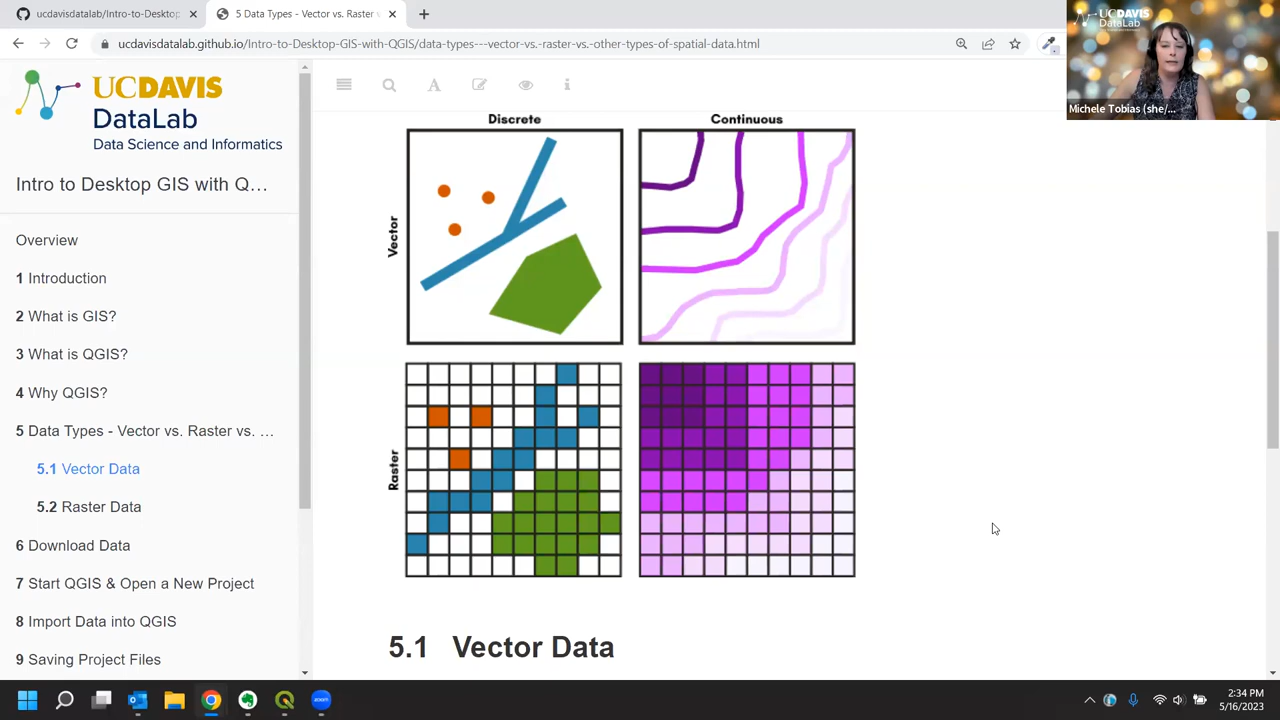 ucdavisdatalab/Intro-to-Desktop
5 Data Types - Vector vs. Raster v
ucdavisdatalab.github.io/Intro-to-Desktop-GIS-with-QGIS/data-types---vector-vs.-raster-vs.-other-types-of-spatial-data.html
UCDAVIS
DataLab
Michele Tobias (she/...
UCDAVIS
DataLab
Data Science and Informatics
Intro to Desktop GIS with Q...
Overview
1 Introduction
2 What is GIS?
3 What is QGIS?
4 Why QGIS?
5 Data Types - Vector vs. Raster vs. ...
5.1 Vector Data
5.2 Raster Data
6 Download Data
7 Start QGIS & Open a New Project
8 Import Data into QGIS
9 Saving Project Files
Discrete
Continuous
Vector
Raster
5.1 Vector Data
2:34 PM
5/16/2023